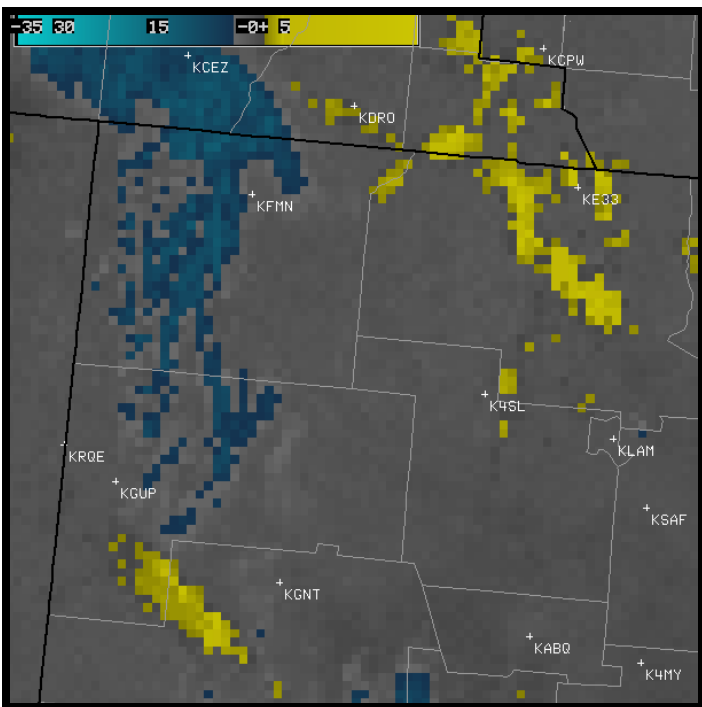 -35 30 15 -0+ 5
KCPW
KCEZ
KDRO
KE33
KFMN
K4SL
KLAM
KRQE
KGUP
KSAF
KGNT
KABQ
K4MY